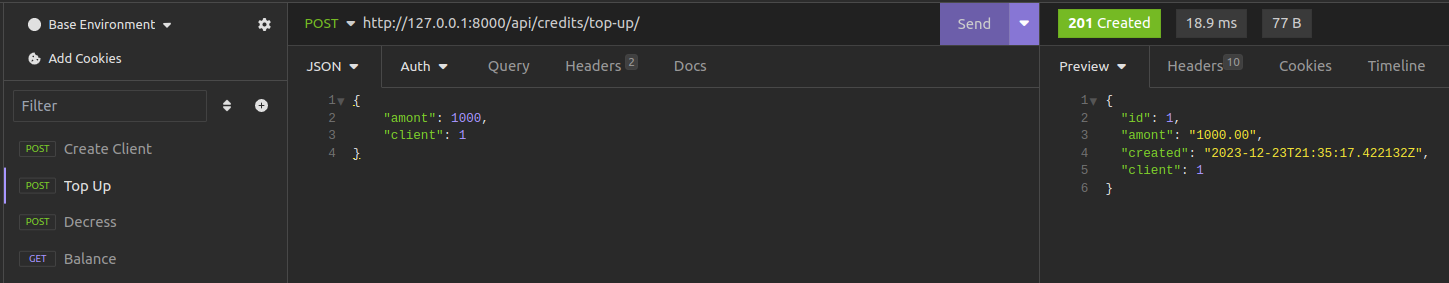 Base Environment
Add Cookies
Filter
POST Create Client
POST Top Up
POST Decress
GET Balance
POST http://127.0.0.1:8000/api/credits/top-up/ Send
JSON Auth Query Headers 2 Docs
1 {
2 "amont": 1000,
3 "client": 1
4 }
201 Created 18.9 ms 77 B
Preview Headers 10 Cookies Timeline
1 {
2 "id": 1,
3 "amont": "1000.00",
4 "created": "2023-12-23T21:35:17.422132Z",
5 "client": 1
6 }